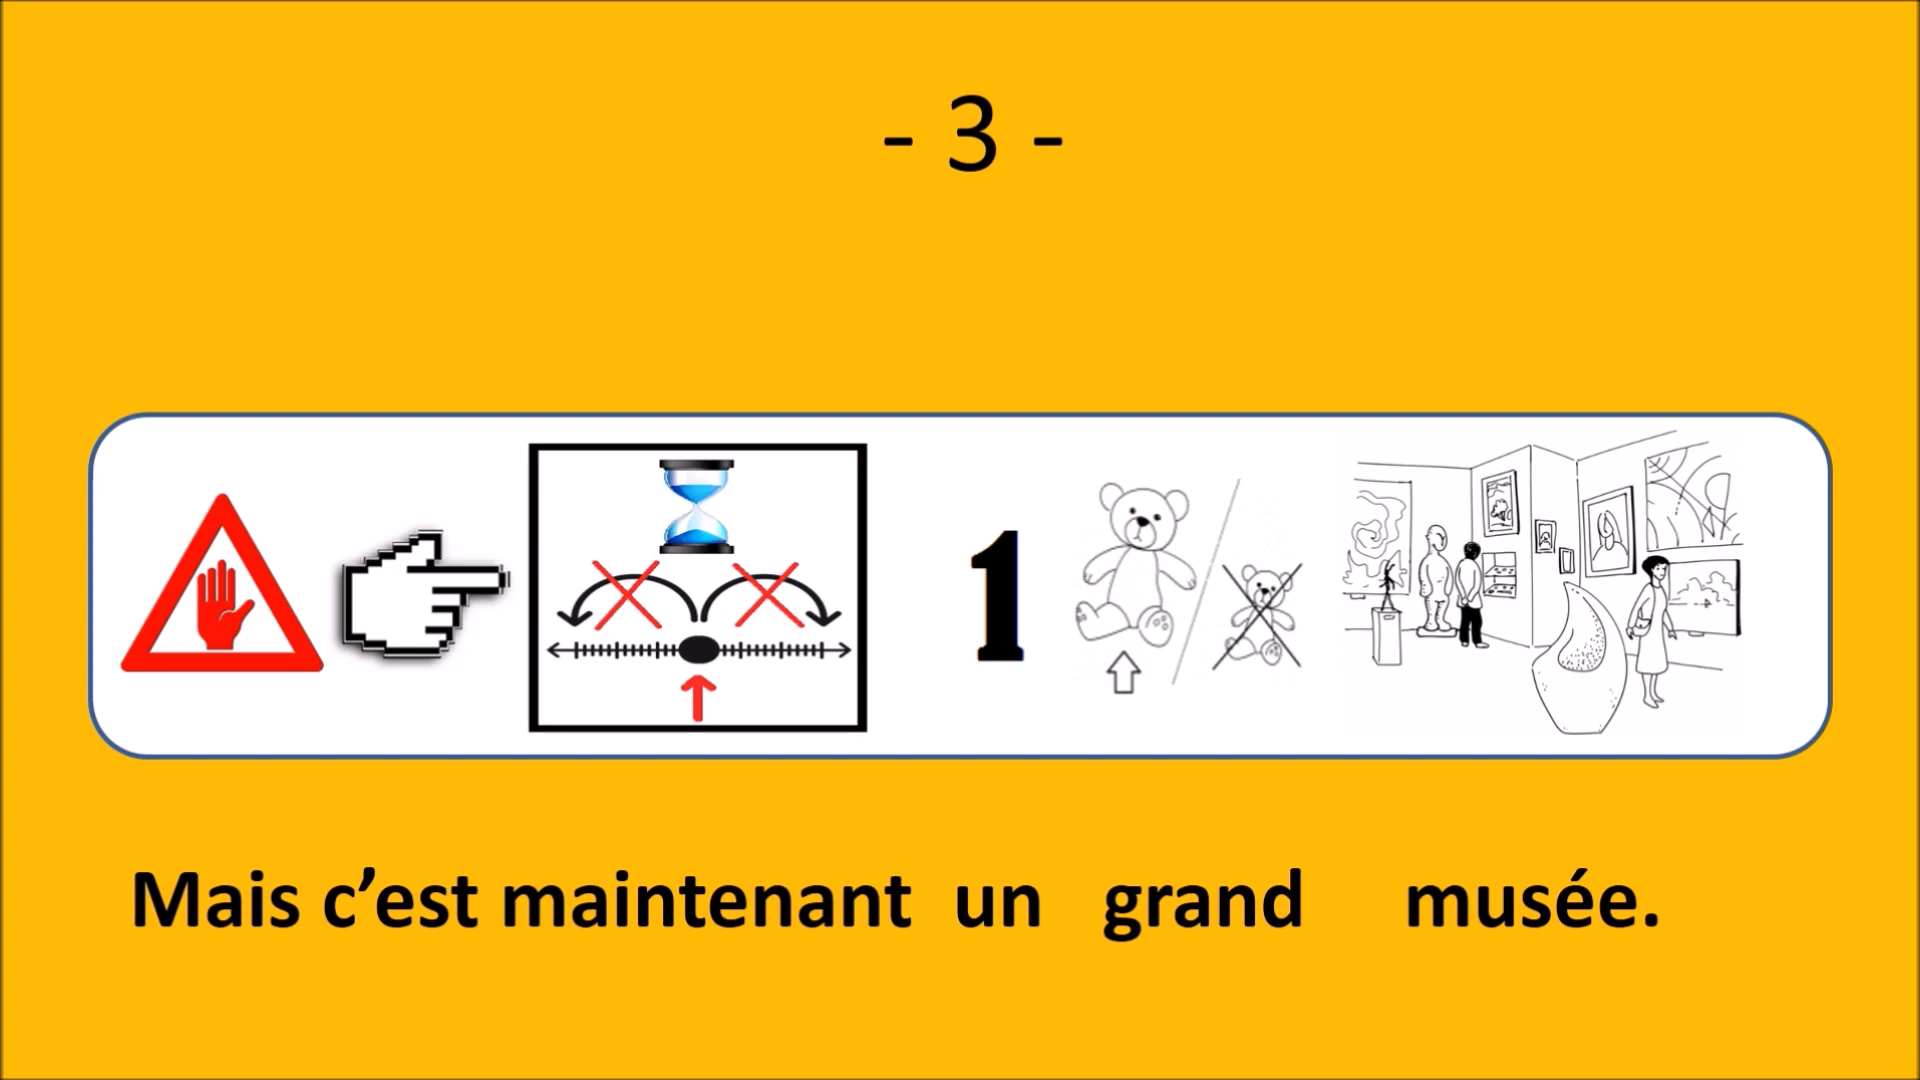 - 3 -
1
Mais c’est maintenant un grand musée.